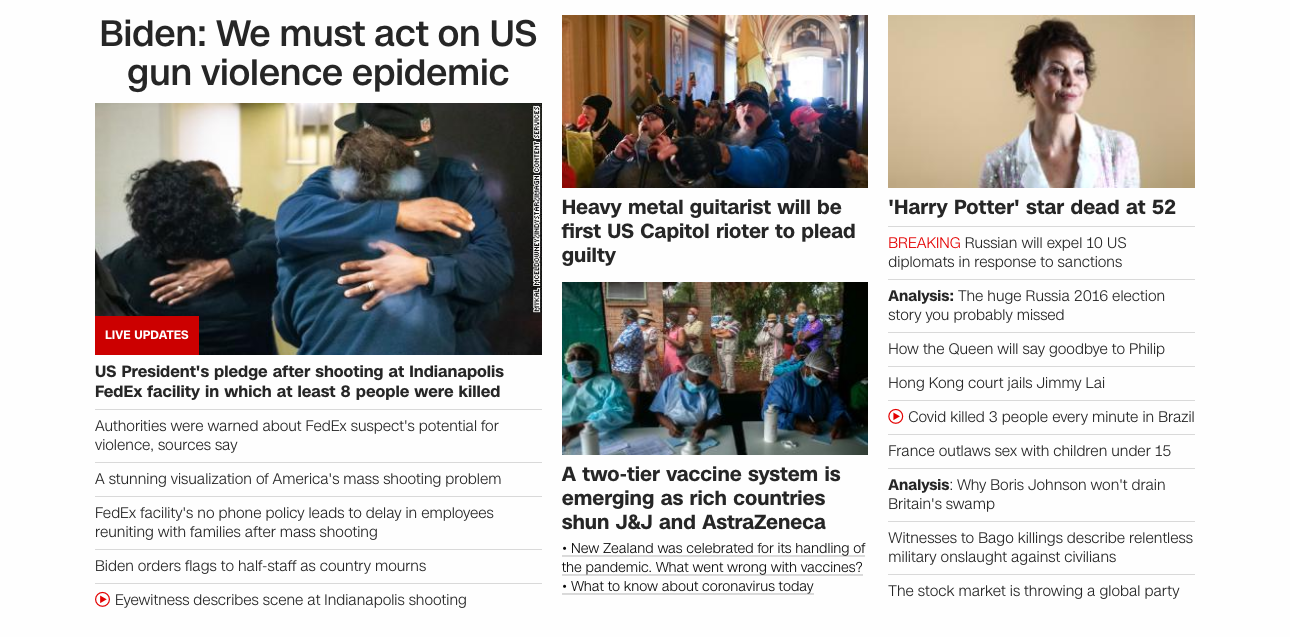 Biden: We must act on US
gun violence epidemic
MYKAL MCELDOWNEY/INDYSTAR/IMAGN CONTENT SERVICES
LIVE UPDATES
US President's pledge after shooting at Indianapolis
FedEx facility in which at least 8 people were killed
Authorities were warned about FedEx suspect's potential for
violence, sources say
A stunning visualization of America's mass shooting problem
FedEx facility's no phone policy leads to delay in employees
reuniting with families after mass shooting
Biden orders flags to half-staff as country mourns
Eyewitness describes scene at Indianapolis shooting
Heavy metal guitarist will be
first US Capitol rioter to plead
guilty
A two-tier vaccine system is
emerging as rich countries
shun J&J and AstraZeneca
• New Zealand was celebrated for its handling of
the pandemic. What went wrong with vaccines?
• What to know about coronavirus today
'Harry Potter' star dead at 52
BREAKING Russian will expel 10 US
diplomats in response to sanctions
Analysis: The huge Russia 2016 election
story you probably missed
How the Queen will say goodbye to Philip
Hong Kong court jails Jimmy Lai
Covid killed 3 people every minute in Brazil
France outlaws sex with children under 15
Analysis: Why Boris Johnson won't drain
Britain's swamp
Witnesses to Bago killings describe relentless
military onslaught against civilians
The stock market is throwing a global party